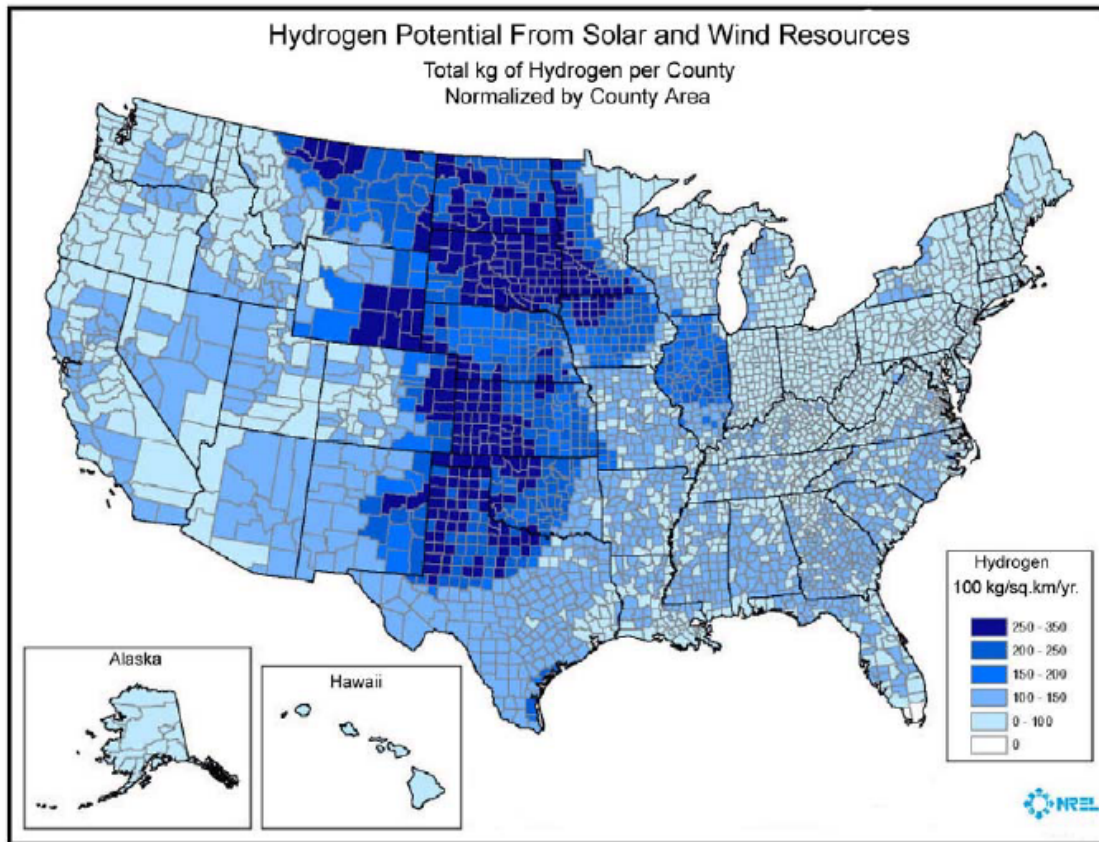 Hydrogen Potential From Solar and Wind Resources
Total kg of Hydrogen per County
Normalized by County Area
Hydrogen
100 kg/sq.km/yr.
250 - 350
200 - 250
150 - 200
100 - 150
0 - 100
0
Alaska
Hawaii
NREL